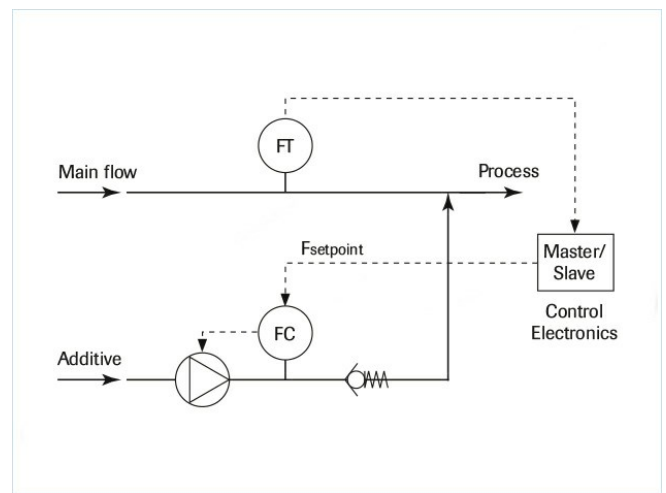 FT
Main flow
Process
Fsetpoint
Master/
Slave
FC
Control
Electronics
Additive